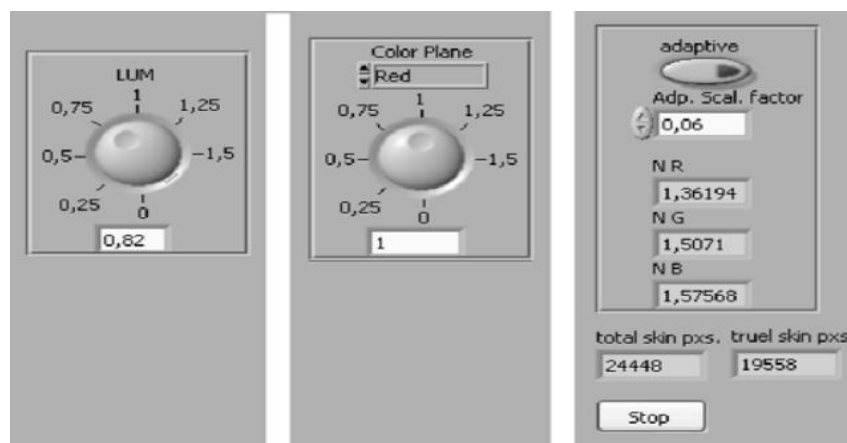 LUM
1
0,75
1,25
0,5
1,5
0,25
0
0,82
Color Plane
Red
1
0,75
1,25
0,5
1,5
0,25
0
1
adaptive
Adp. Scal. factor
0,06
N R
1,36194
N G
1,5071
N B
1,57568
total skin pxs. truel skin pxs
24448 19558
Stop